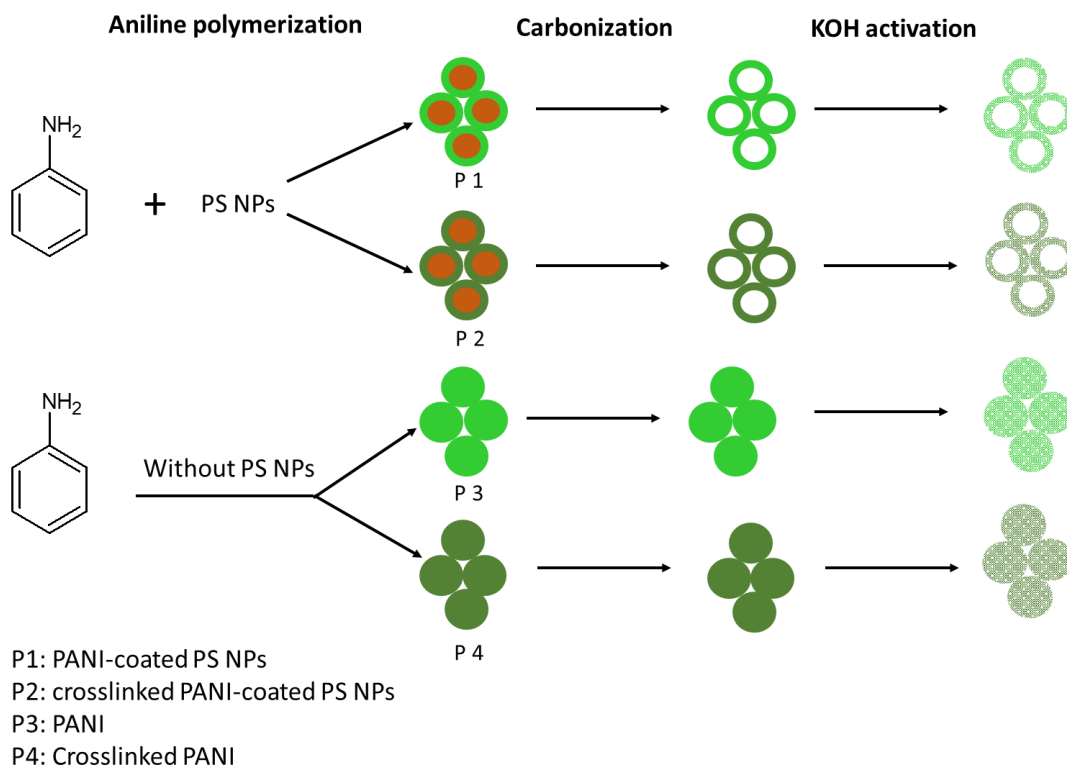 Aniline polymerization
Carbonization
KOH activation
NH2
+
PS NPs
P 1
P 2
NH2
Without PS NPs
P 3
P 4
P1: PANI-coated PS NPs
P2: crosslinked PANI-coated PS NPs
P3: PANI
P4: Crosslinked PANI